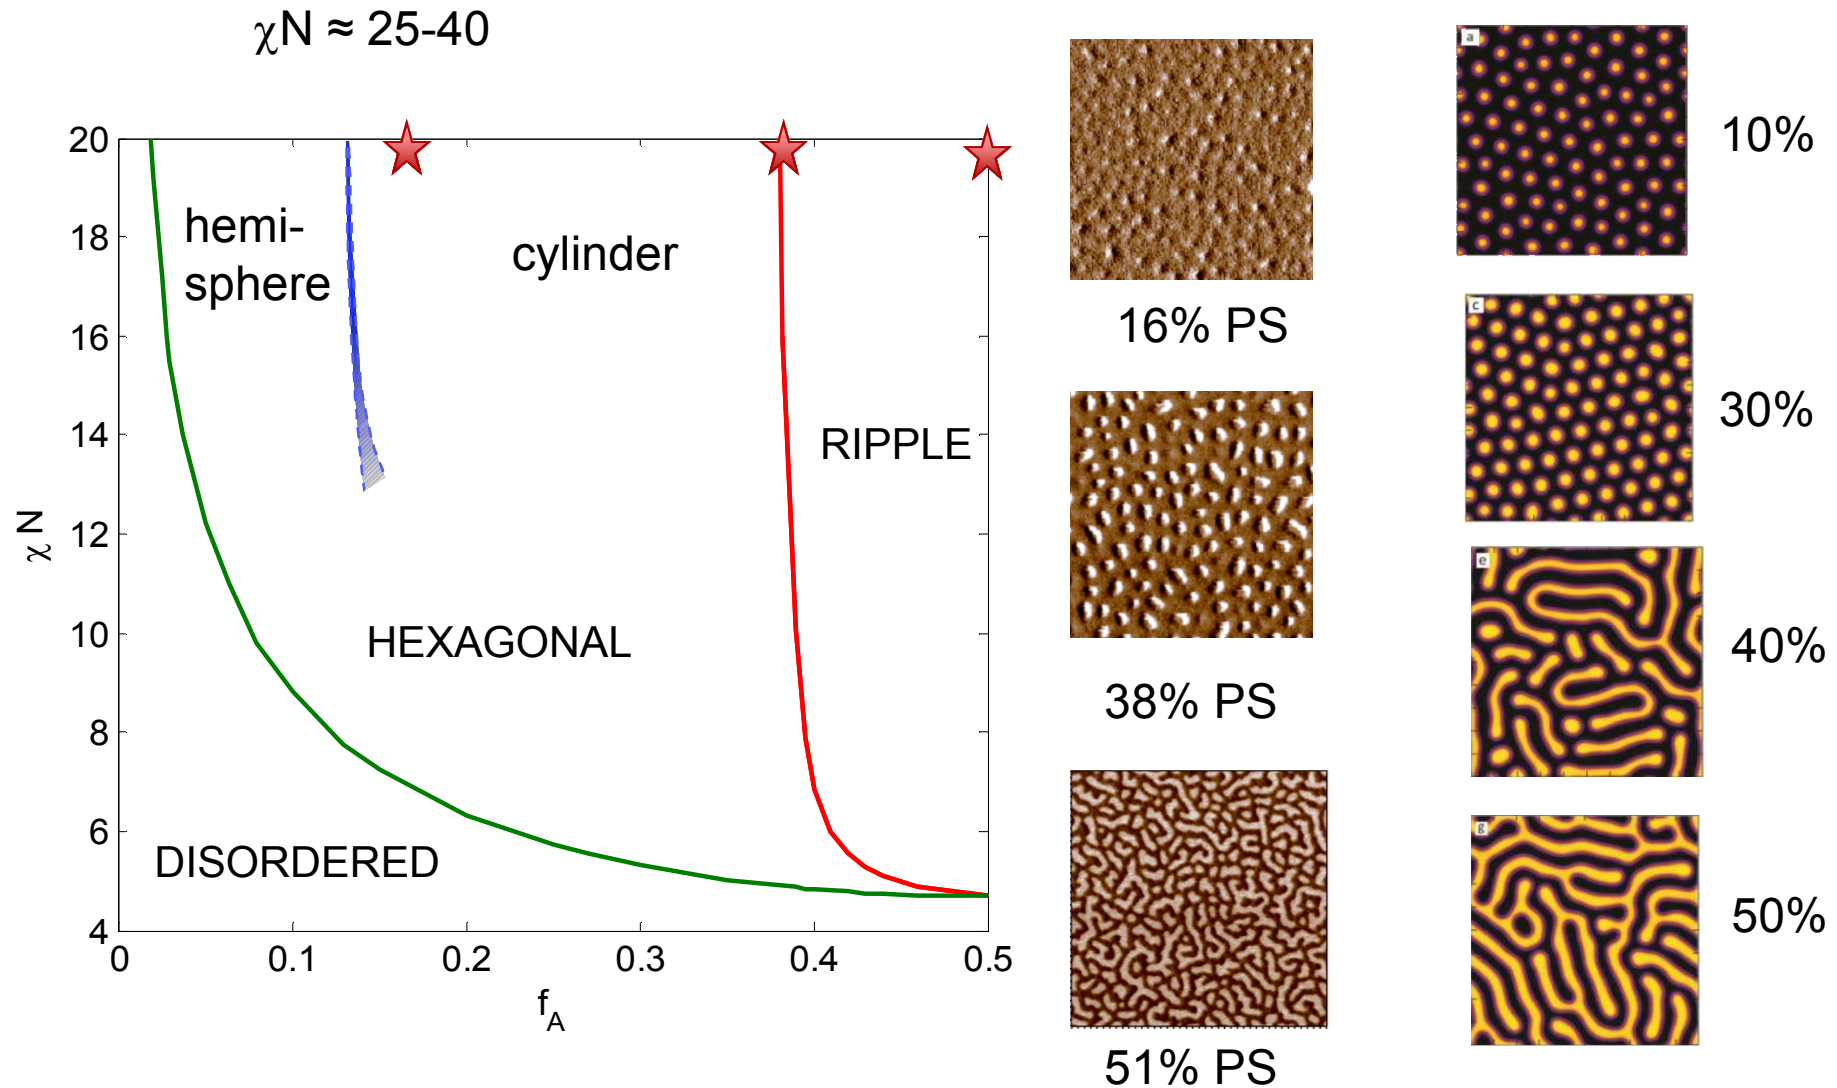 χN ≈ 25-40
20
18
16
14
12
10
8
6
4
χ N
0
0.1
0.2
0.3
0.4
0.5
f_A
hemi-
sphere
cylinder
RIPPLE
HEXAGONAL
DISORDERED
16% PS
38% PS
51% PS
a
10%
c
30%
e
40%
g
50%